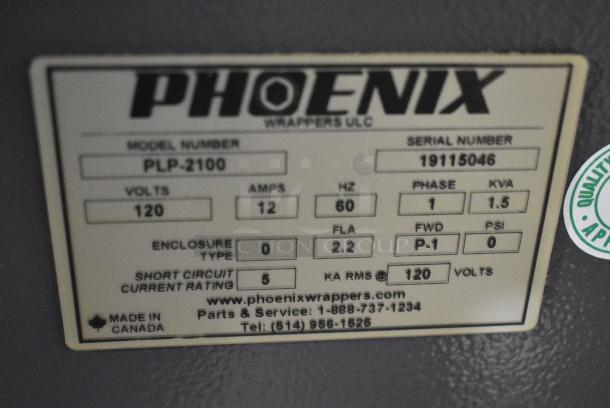 PHOENIX
WRAPPERS ULC
MODEL NUMBER SERIAL NUMBER
PLP-2100 19115046
VOLTS AMPS HZ PHASE KVA
120 12 60 1 1.5
FLA FWD PSI
ENCLOSURE TYPE 0 2.2 P-1 0
SHORT CIRCUIT
CURRENT RATING 5 KA RMS @ 120 VOLTS
www.phoenixwrappers.com
Parts & Service: 1-888-737-1234
Tel: (514) 956-1525
MADE IN
CANADA
QUALITY